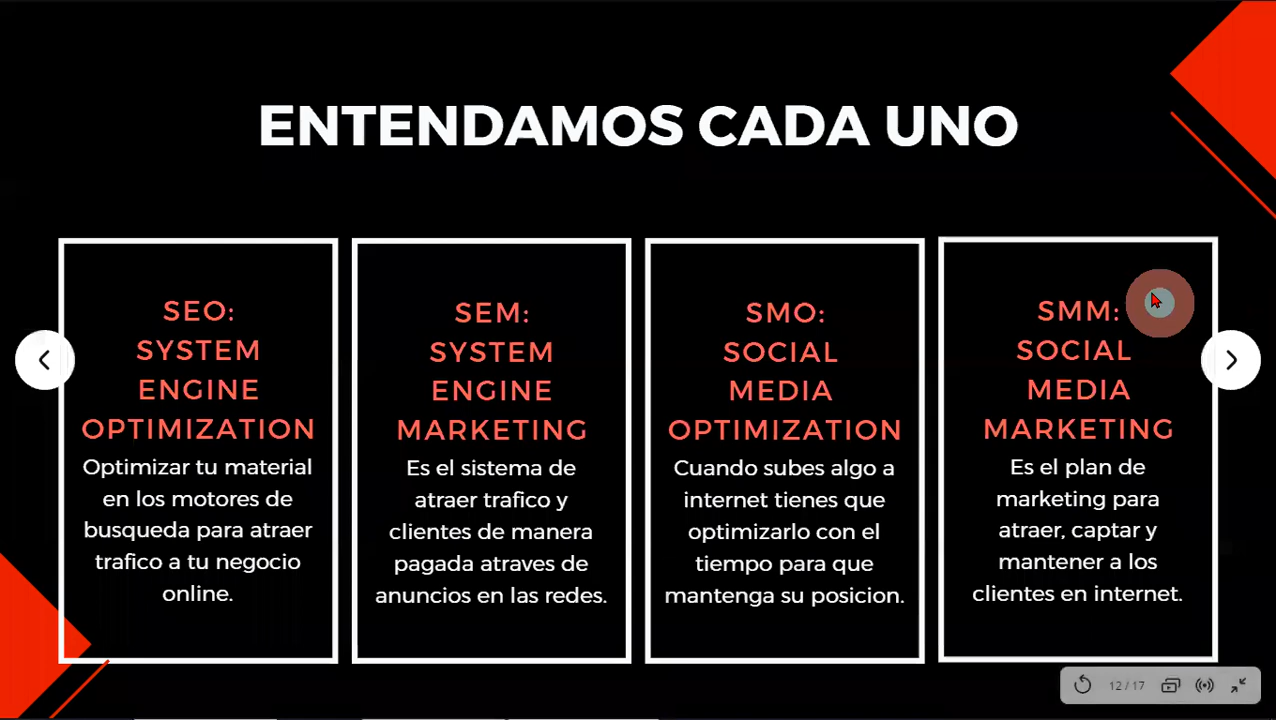 ENTENDAMOS CADA UNO
SEO:
SYSTEM
ENGINE
OPTIMIZATION
Optimizar tu material
en los motores de
busqueda para atraer
trafico a tu negocio
online.
SEM:
SYSTEM
ENGINE
MARKETING
Es el sistema de
atraer trafico y
clientes de manera
pagada atraves de
anuncios en las redes.
SMO:
SOCIAL
MEDIA
OPTIMIZATION
Cuando subes algo a
internet tienes que
optimizarlo con el
tiempo para que
mantenga su posicion.
SMM:
SOCIAL
MEDIA
MARKETING
Es el plan de
marketing para
atraer, captar y
mantener a los
clientes en internet.
12 / 17